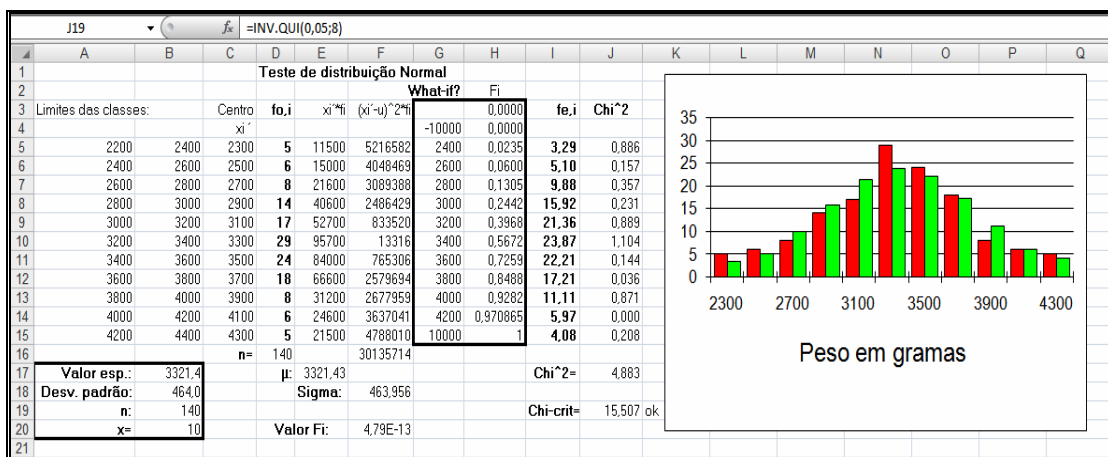 J19 fx =INV.QUI(0,05;8)
A B C D E F G H I J K L M N O P Q
1 Teste de distribuição Normal
2 What-if? Fi
3 Limites das classes: Centro fo,i xi´*fi (xi´-u)^2*fi 0,0000 fe,i Chi^2
4 xi´ -10000 0,0000
5 2200 2400 2300 5 11500 5216582 2400 0,0235 3,29 0,886
6 2400 2600 2500 6 15000 4048469 2600 0,0600 5,10 0,157
7 2600 2800 2700 8 21600 3089388 2800 0,1305 9,88 0,357
8 2800 3000 2900 14 40600 2486429 3000 0,2442 15,92 0,231
9 3000 3200 3100 17 52700 833520 3200 0,3968 21,36 0,889
10 3200 3400 3300 29 95700 13316 3400 0,5672 23,87 1,104
11 3400 3600 3500 24 84000 765306 3600 0,7259 22,21 0,144
12 3600 3800 3700 18 66600 2579694 3800 0,8488 17,21 0,036
13 3800 4000 3900 8 31200 2677959 4000 0,9282 11,11 0,871
14 4000 4200 4100 6 24600 3637041 4200 0,970865 5,97 0,000
15 4200 4400 4300 5 21500 4788010 10000 1 4,08 0,208
16 n= 140 30135714
17 Valor esp.: 3321,4 µ: 3321,43 Chi^2= 4,883
18 Desv. padrão: 464,0 Sigma: 463,956
19 n: 140 Chi-crit= 15,507 ok
20 x= 10 Valor Fi: 4,79E-13
21
35
30
25
20
15
10
5
0
2300 2700 3100 3500 3900 4300
Peso em gramas